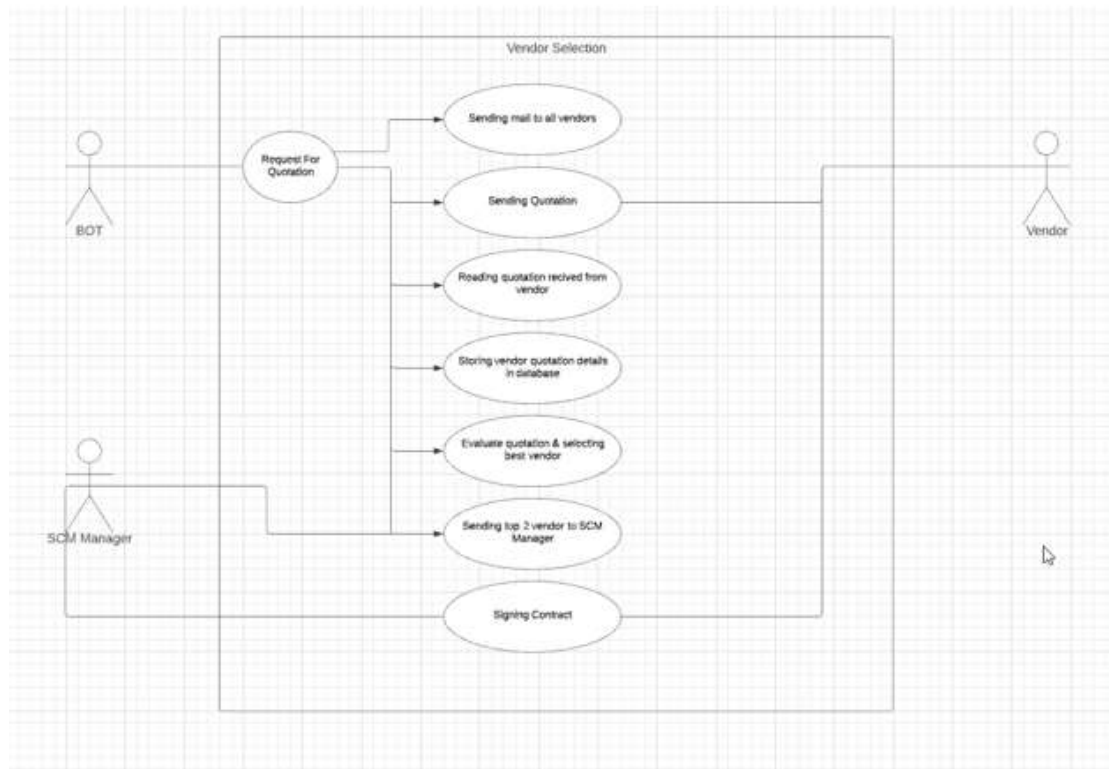 Vendor Selection
Sending mail to all vendors
Request For
Quotation
Sending Quotation
BOT
Vendor
Reading quotation recived from
vendor
Storing vendor quotation details
in database
Evaluate quotation & selecting
best vendor
Sending top 2 vendor to SCM
Manager
SCM Manager
Signing Contract